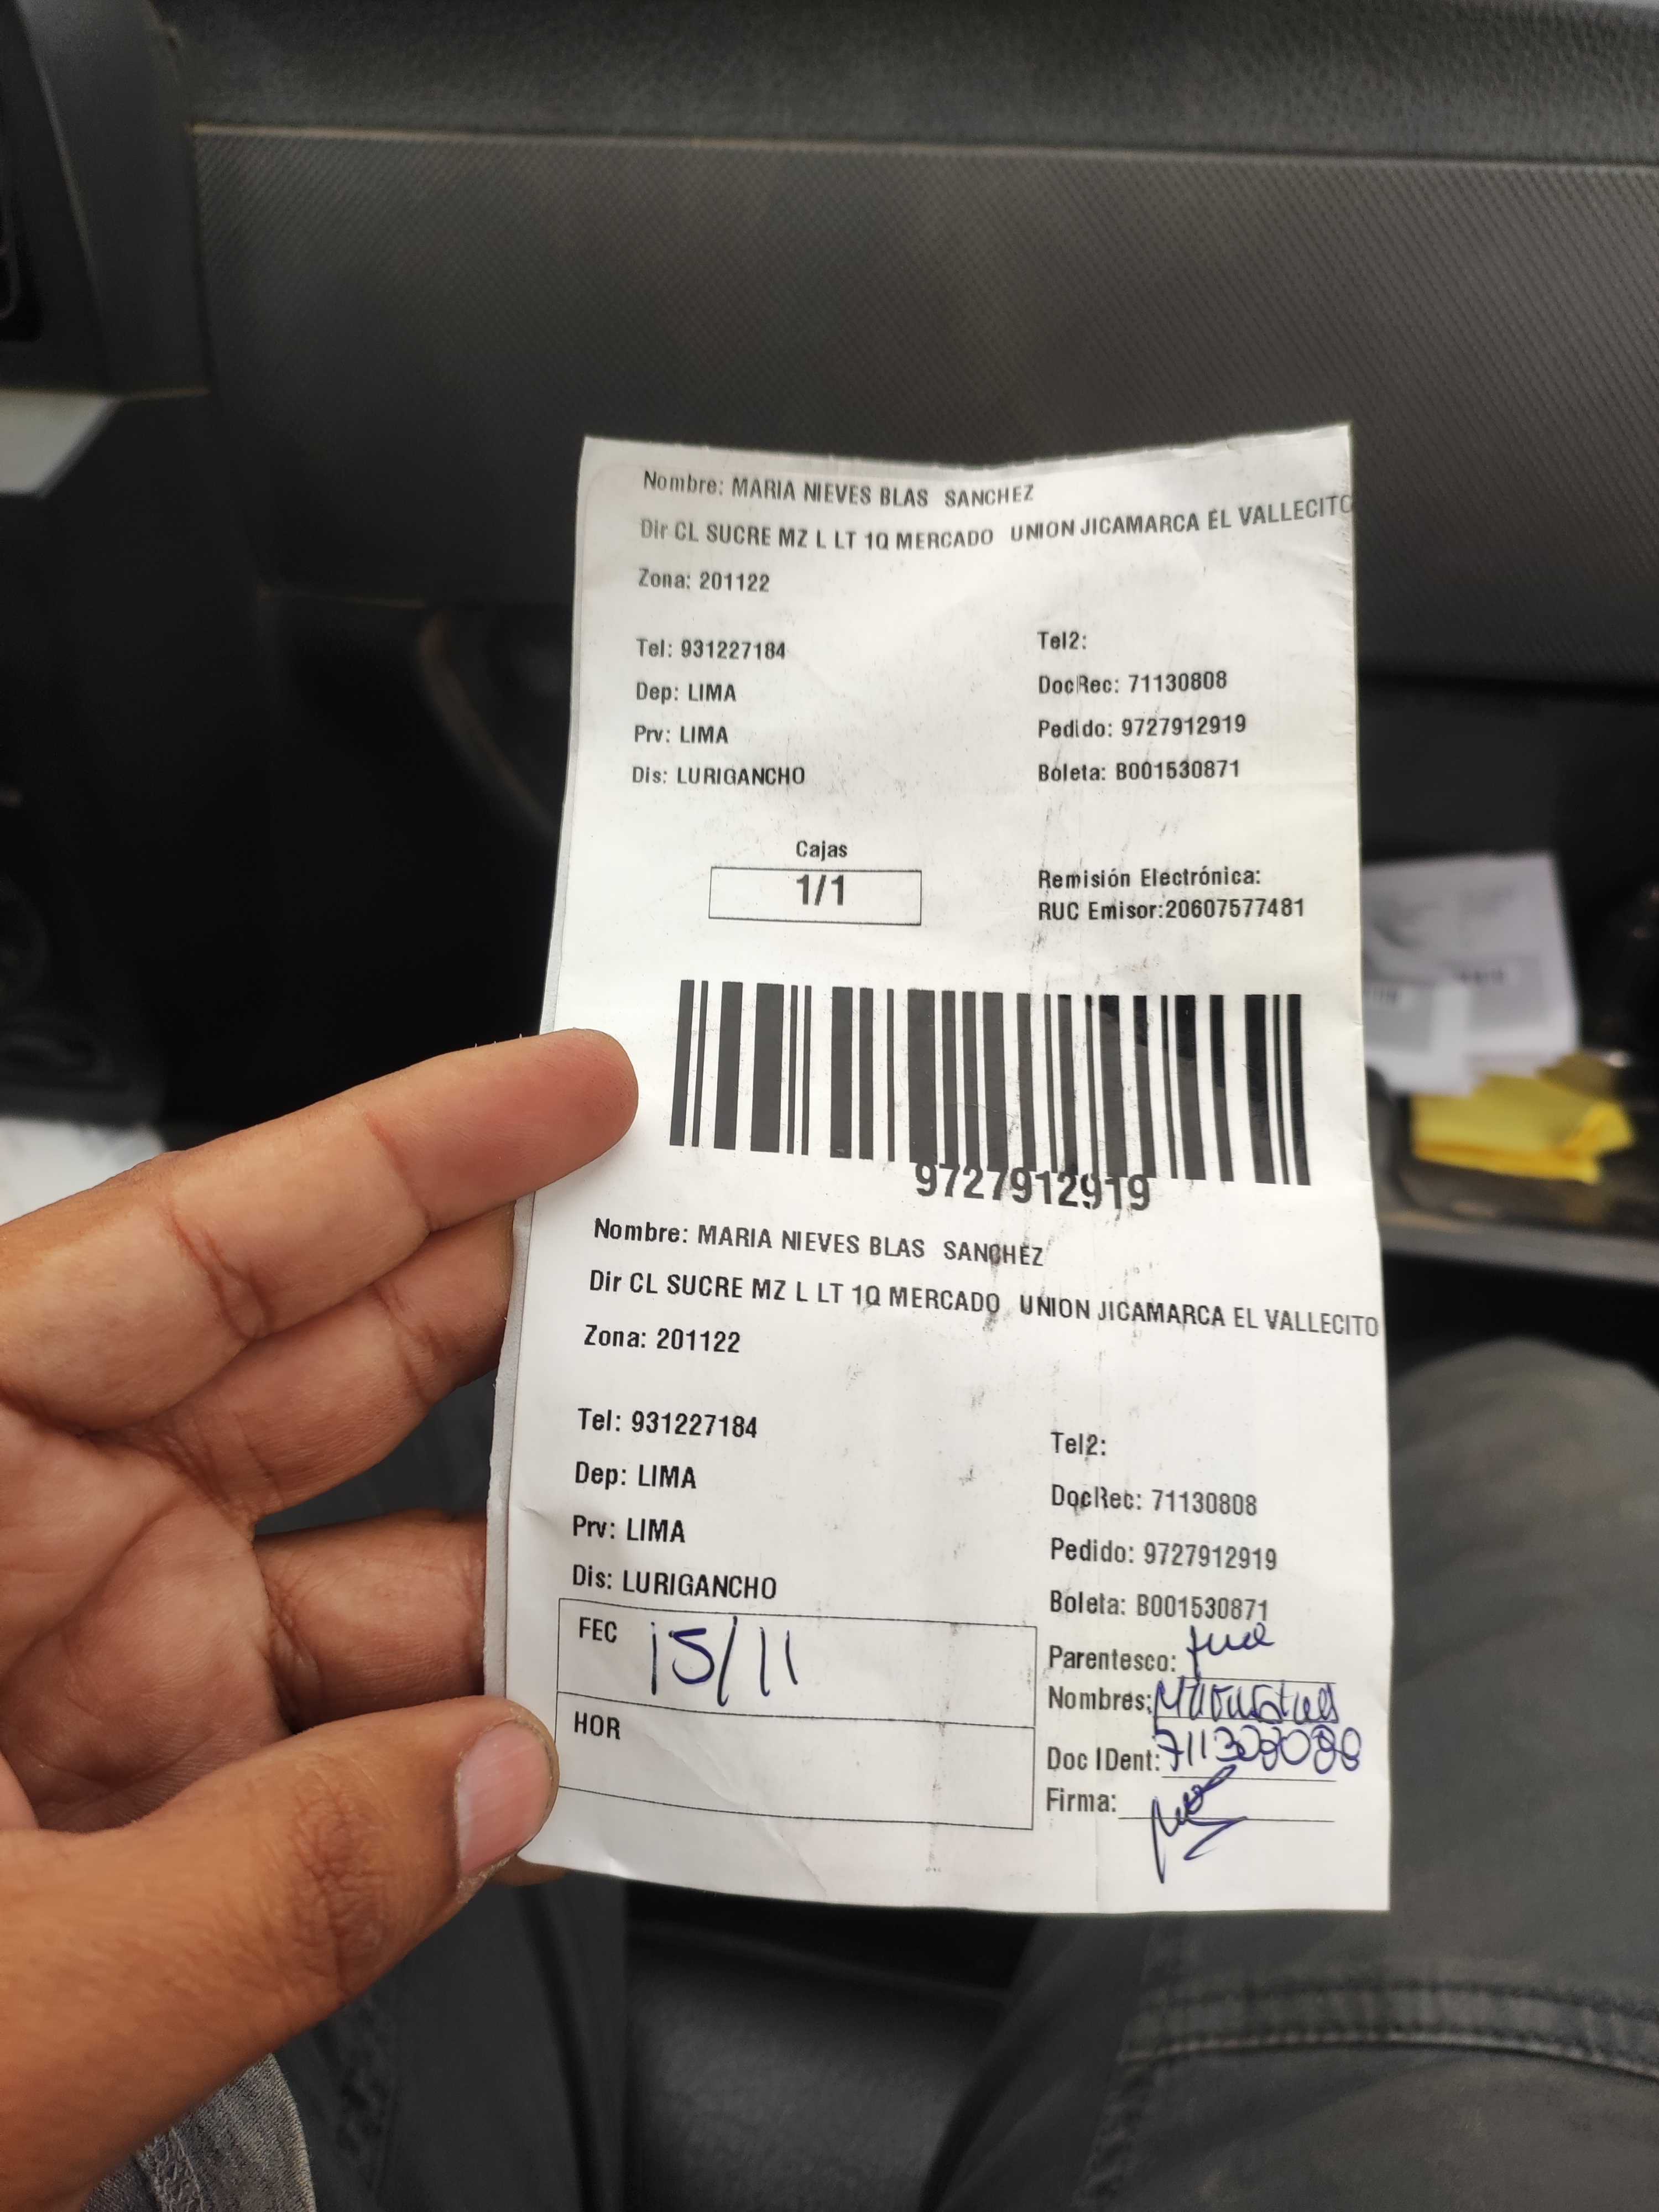 Nombre: MARIA NIEVES BLAS SANCHEZ
Dir CL SUCRE MZ L LT 1Q MERCADO UNION JICAMARCA EL VALLECITO
Zona: 201122
Tel: 931227184
Tel2:
Dep: LIMA
DocRec: 71130808
Prv: LIMA
Pedido: 9727912919
Dis: LURIGANCHO
Boleta: B001530871
Cajas
1/1
Remisión Electrónica:
RUC Emisor:20607577481
9727912919
Nombre: MARIA NIEVES BLAS SANCHEZ
Dir CL SUCRE MZ L LT 1Q MERCADO UNION JICAMARCA EL VALLECITO
Zona: 201122
Tel: 931227184
Tel2:
Dep: LIMA
DocRec: 71130808
Prv: LIMA
Pedido: 9727912919
Dis: LURIGANCHO
Boleta: B001530871
FEC 15/11
Parentesco:
Nombres:
HOR
Doc IDent:
Firma: